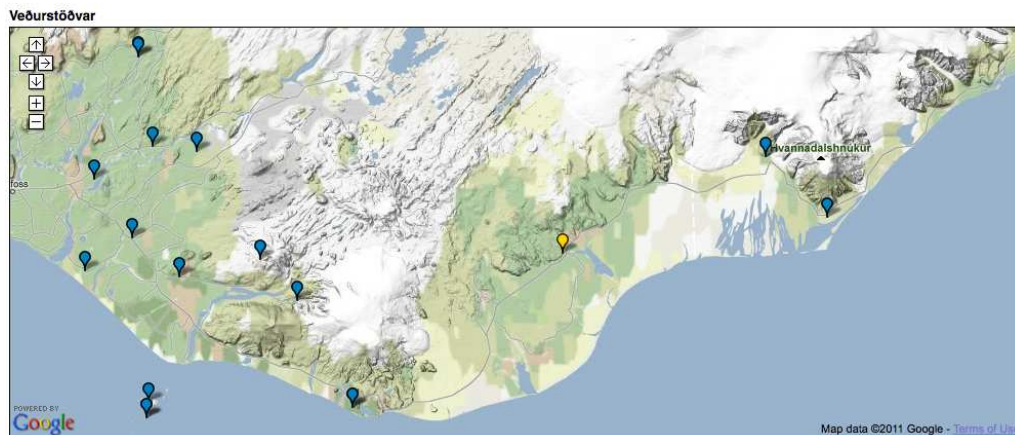 Veðurstöðvar
foss
Hvannadalshnúkur
POWERED BY
Google
Map data ©2011 Google - Terms of Use